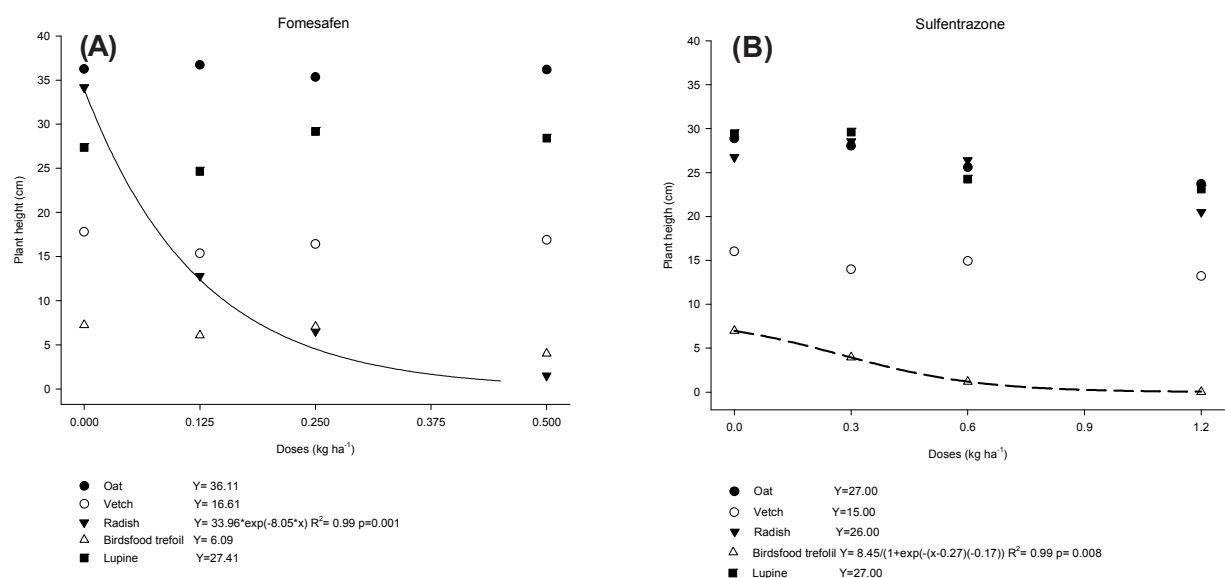 Fomesafen
(A)
Plant height (cm)
40
35
30
25
20
15
10
5
0
0.000 0.125 0.250 0.375 0.500
Doses (kg ha⁻¹)
Oat Y= 36.11
Vetch Y= 16.61
Radish Y= 33.96*exp(-8.05*x) R²= 0.99 p=0.001
Birdsfood trefoil Y= 6.09
Lupine Y=27.41
Sulfentrazone
(B)
Plant heigth (cm)
40
35
30
25
20
15
10
5
0
0.0 0.3 0.6 0.9 1.2
Doses (kg ha⁻¹)
Oat Y=27.00
Vetch Y=15.00
Radish Y=26.00
Birdsfood trefolil Y= 8.45/(1+exp(-(x-0.27)(-0.17)) R²= 0.99 p= 0.008
Lupine Y=27.00